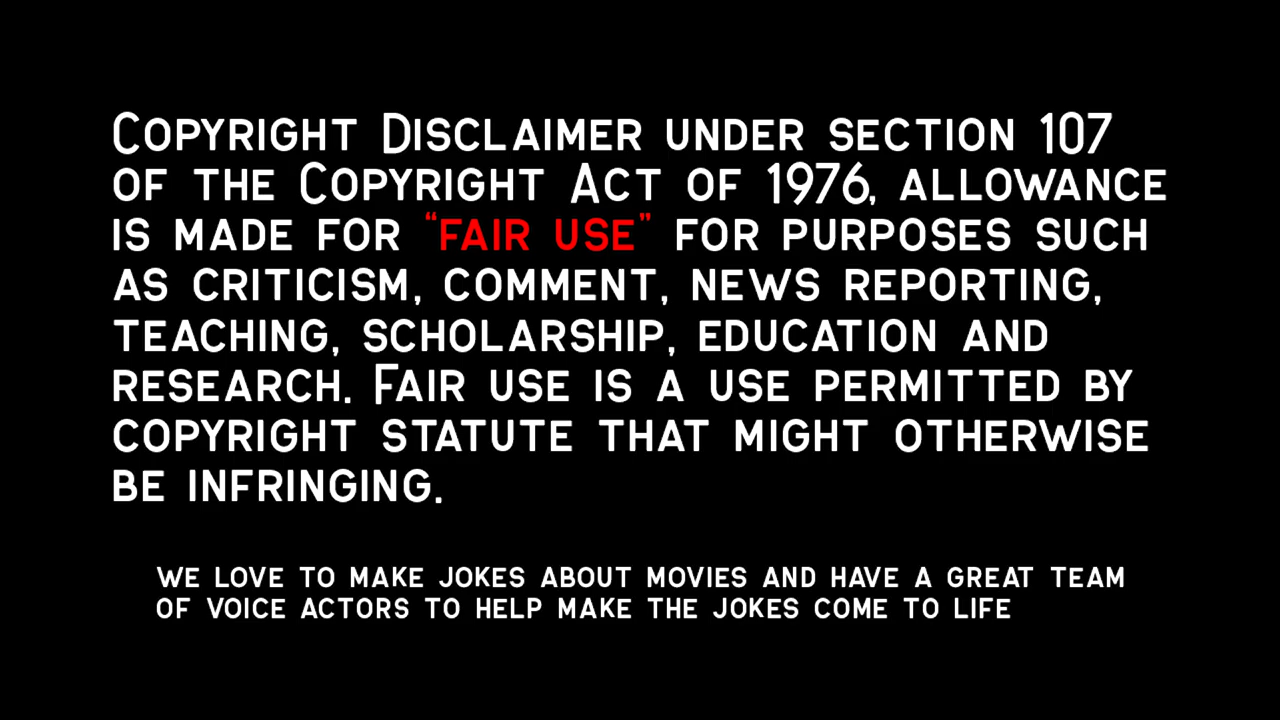 Copyright Disclaimer under section 107
of the Copyright Act of 1976, allowance
is made for “fair use” for purposes such
as criticism, comment, news reporting,
teaching, scholarship, education and
research. Fair use is a use permitted by
copyright statute that might otherwise
be infringing.
we love to make jokes about movies and have a great team
of voice actors to help make the jokes come to life